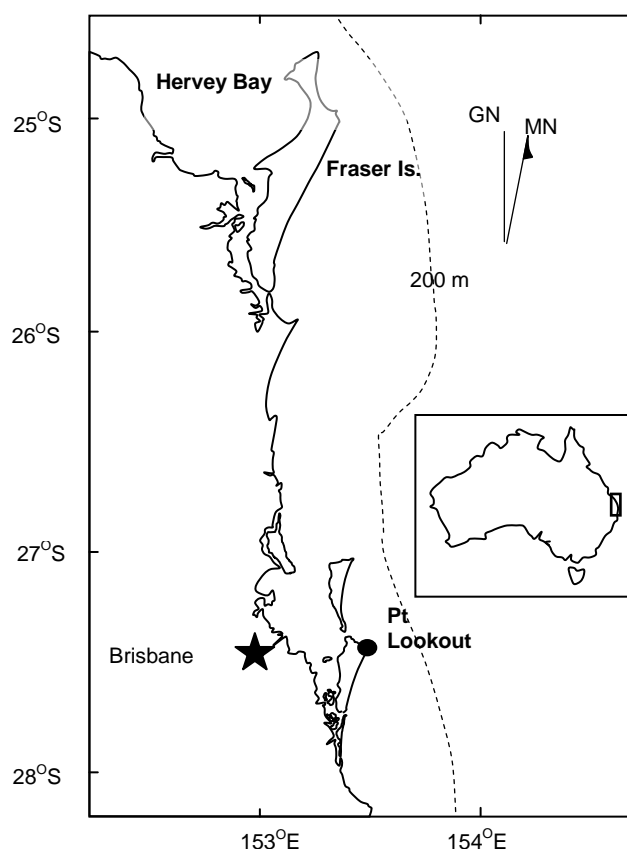 Hervey Bay
25°S
GN
MN
Fraser Is.
200 m
26°S
27°S
Pt
Lookout
Brisbane
28°S
153°E
154°E